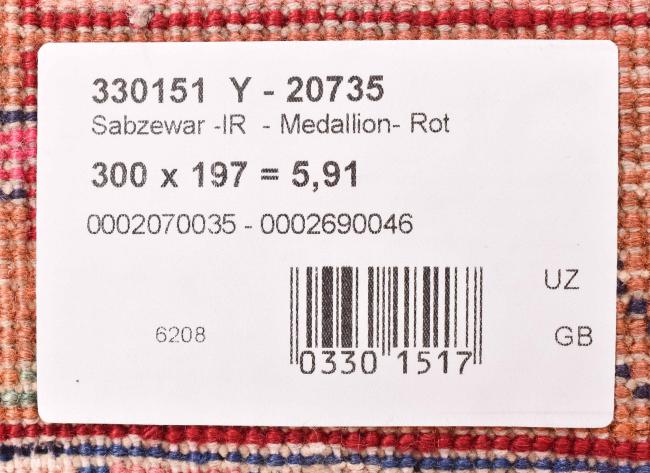 330151 Y - 20735
Sabzewar -IR - Medallion- Rot
300 x 197 = 5,91
0002070035 - 0002690046
UZ
6208
GB
0330 1517